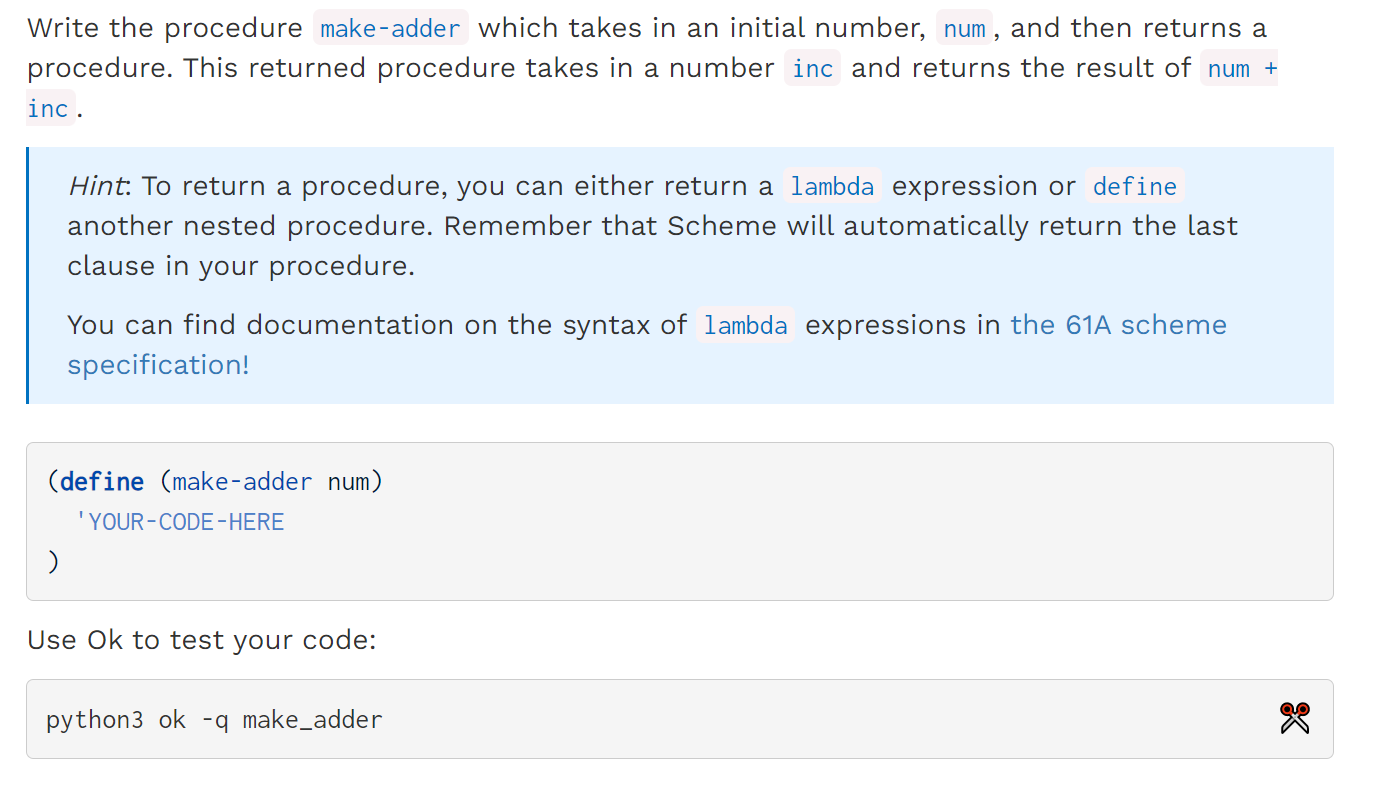 Write the procedure make-adder which takes in an initial number, num, and then returns a
procedure. This returned procedure takes in a number inc and returns the result of num +
inc.
Hint: To return a procedure, you can either return a lambda expression or define
another nested procedure. Remember that Scheme will automatically return the last
clause in your procedure.
You can find documentation on the syntax of lambda expressions in the 61A scheme
specification!
(define (make-adder num)
'YOUR-CODE-HERE
)
Use Ok to test your code:
python3 ok -q make_adder